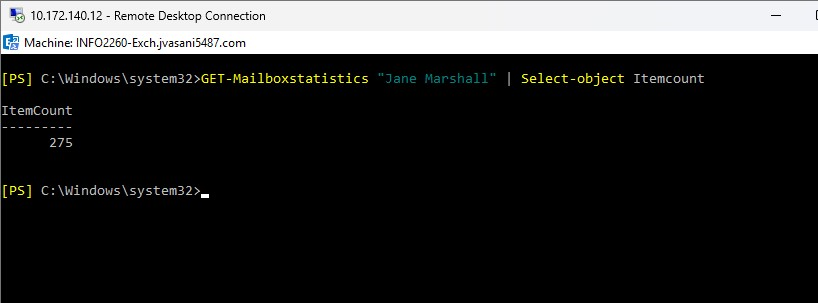 10.172.140.12 - Remote Desktop Connection
Machine: INFO2260-Exch.jvasani5487.com
[PS] C:\Windows\system32>GET-Mailboxstatistics "Jane Marshall" | Select-object Itemcount
ItemCount
---------
275
[PS] C:\Windows\system32>